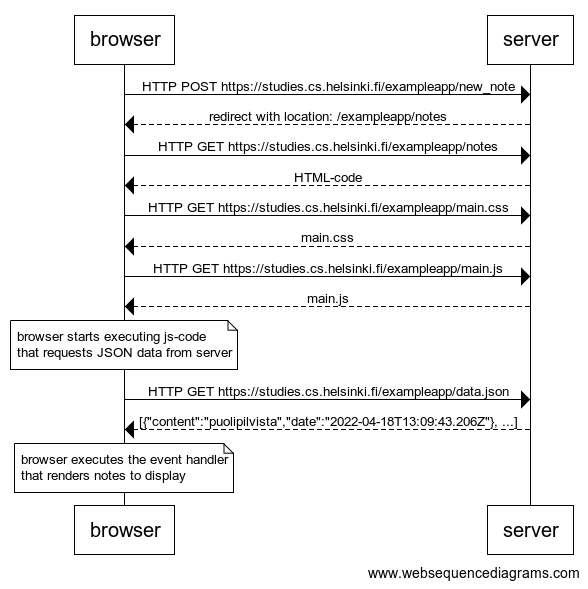 browser
server
HTTP POST https://studies.cs.helsinki.fi/exampleapp/new_note
redirect with location: /exampleapp/notes
HTTP GET https://studies.cs.helsinki.fi/exampleapp/notes
HTML-code
HTTP GET https://studies.cs.helsinki.fi/exampleapp/main.css
main.css
HTTP GET https://studies.cs.helsinki.fi/exampleapp/main.js
main.js
browser starts executing js-code
that requests JSON data from server
HTTP GET https://studies.cs.helsinki.fi/exampleapp/data.json
[{"content":"puolipilvista","date":"2022-04-18T13:09:43.206Z"}, ...]
browser executes the event handler
that renders notes to display
browser
server
www.websequencediagrams.com